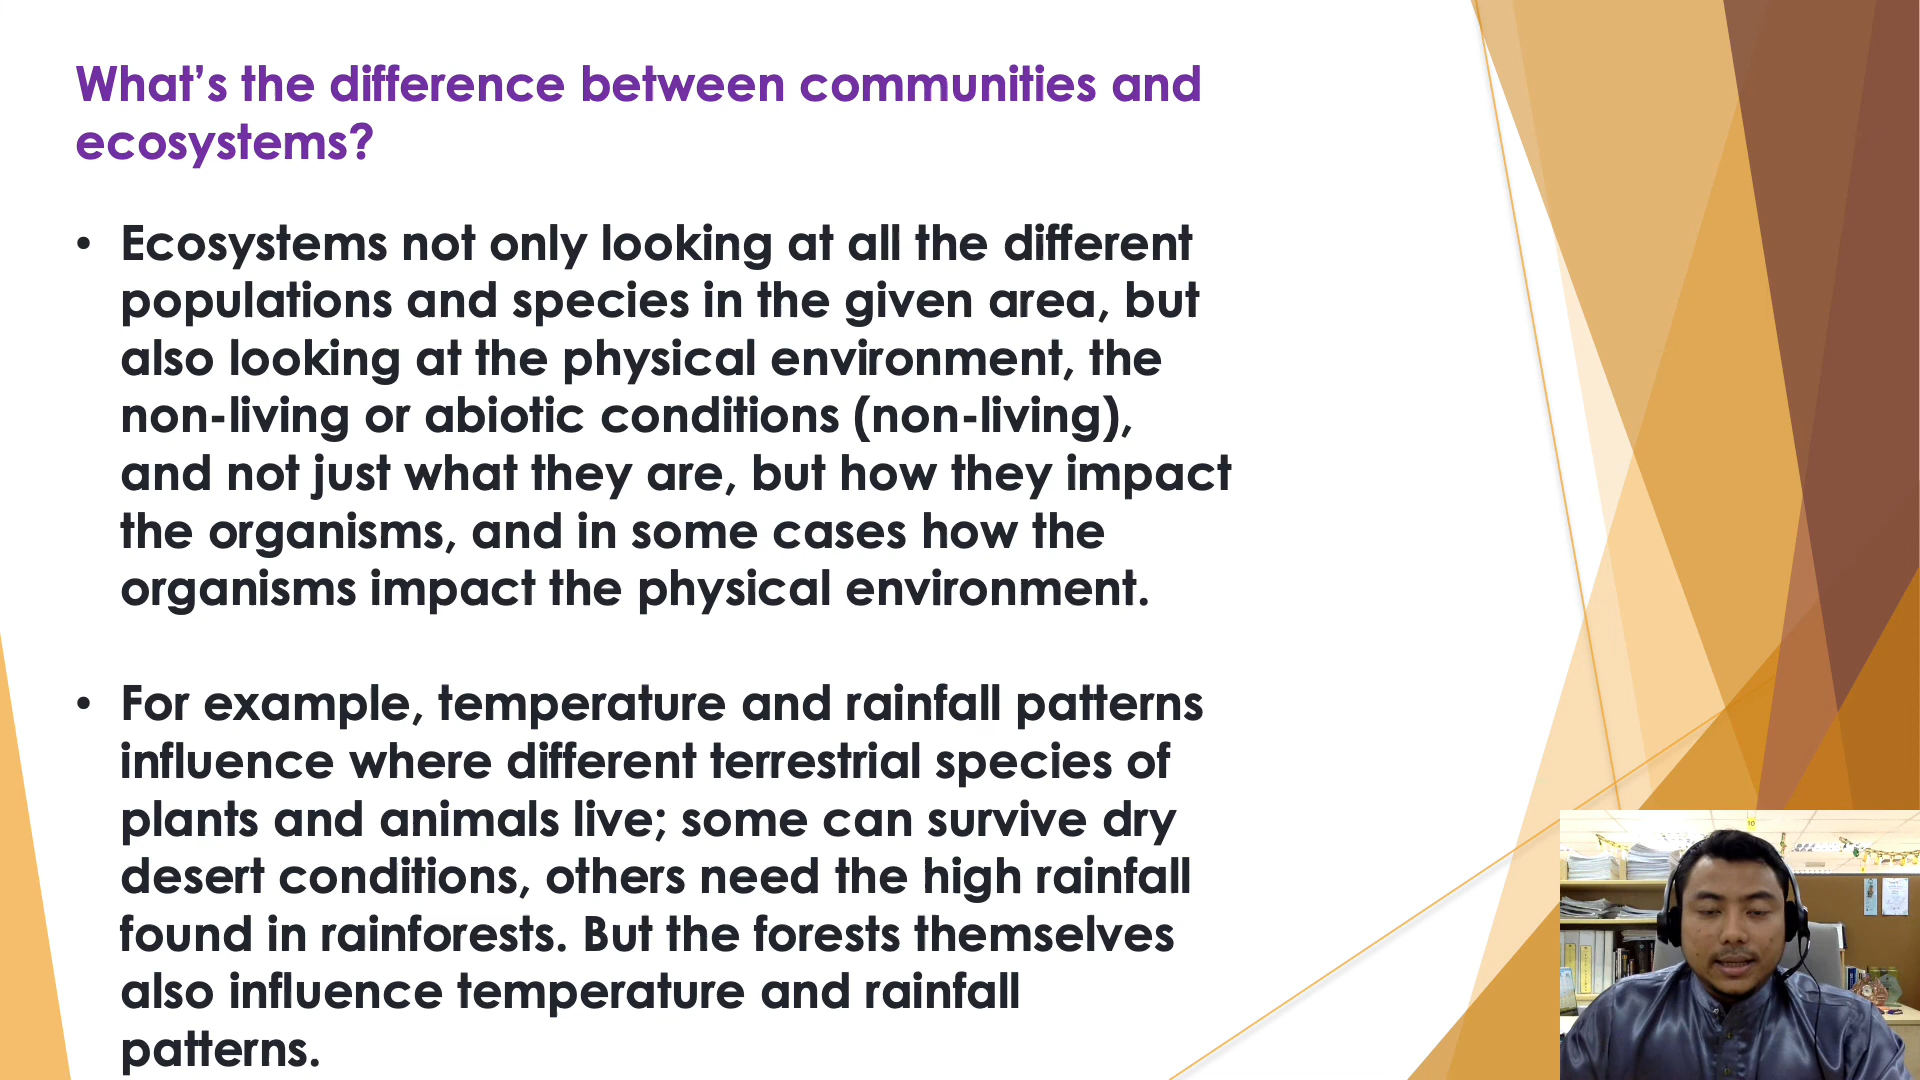 What’s the difference between communities and
ecosystems?
• Ecosystems not only looking at all the different
populations and species in the given area, but
also looking at the physical environment, the
non-living or abiotic conditions (non-living),
and not just what they are, but how they impact
the organisms, and in some cases how the
organisms impact the physical environment.
• For example, temperature and rainfall patterns
influence where different terrestrial species of
plants and animals live; some can survive dry
desert conditions, others need the high rainfall
found in rainforests. But the forests themselves
also influence temperature and rainfall
patterns.
10